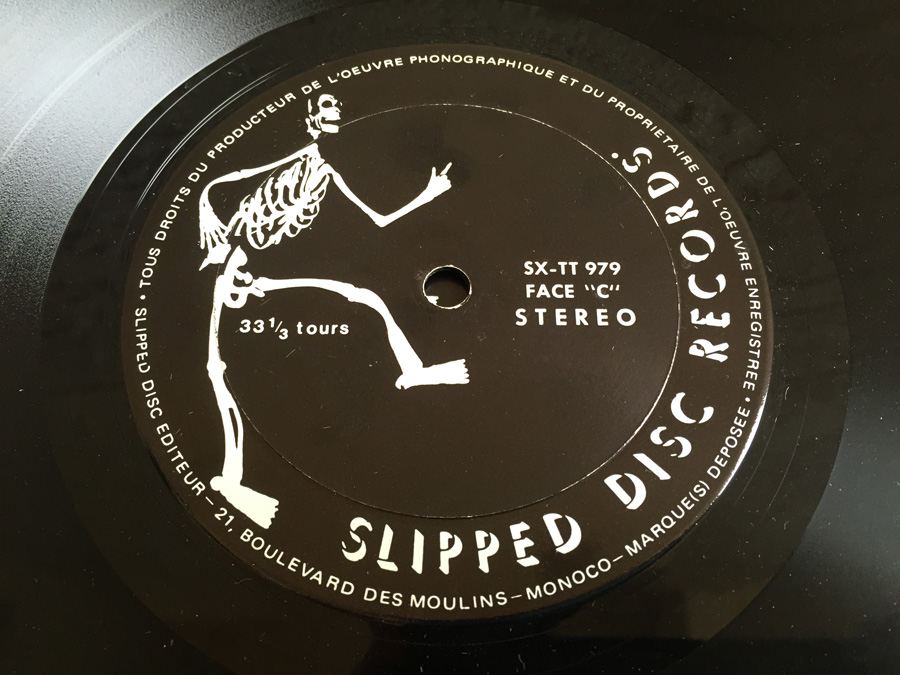 • TOUS DROITS DU PRODUCTEUR DE L'OEUVRE PHONOGRAPHIQUE ET DU PROPRIETAIRE DE L'OEUVRE ENREGISTREE •
SX-TT 979
FACE "C"
STEREO
33 1/3 tours
SLIPPED DISC RECORDS.
SLIPPED DISC EDITEUR – 21, BOULEVARD DES MOULINS – MONOCO – MARQUE(S) DEPOSEE